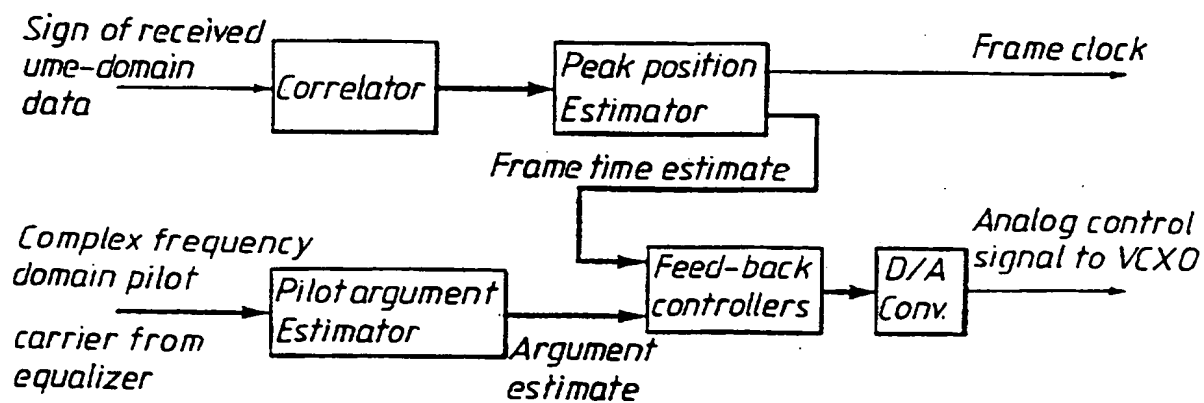 Sign of received
ume-domain
data
Correlator
Peak position
Estimator
Frame clock
Frame time estimate
Complex frequency
domain pilot
carrier from
equalizer
Pilot argument
Estimator
Argument
estimate
Feed-back
controllers
D/A
Conv.
Analog control
signal to VCXO